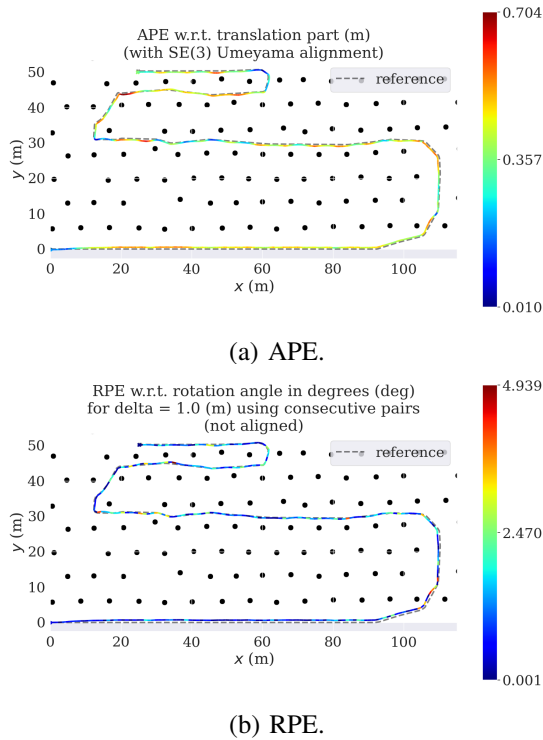 APE w.r.t. translation part (m)
(with SE(3) Umeyama alignment)
0.704
0.357
0.010
50
40
30
20
10
0
y (m)
reference
0 20 40 60 80 100
x (m)
(a) APE.
RPE w.r.t. rotation angle in degrees (deg)
for delta = 1.0 (m) using consecutive pairs
(not aligned)
4.939
2.470
0.001
50
40
30
20
10
0
y (m)
reference
0 20 40 60 80 100
x (m)
(b) RPE.